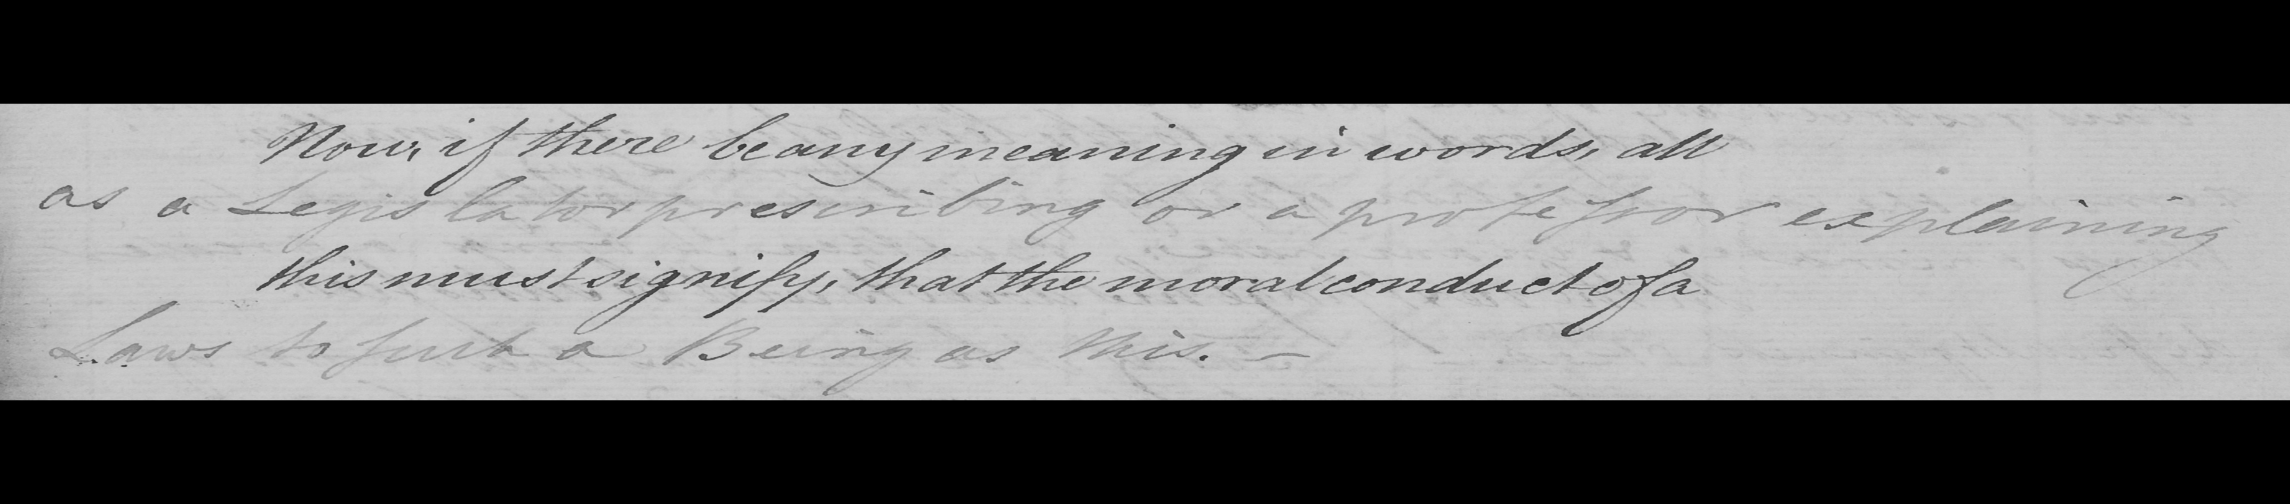 Now, if there be any meaning in words, all
as a Legislator prescribing or a professor explaining
this must signify, that the moral conduct of a
Laws to such a Being as this. —